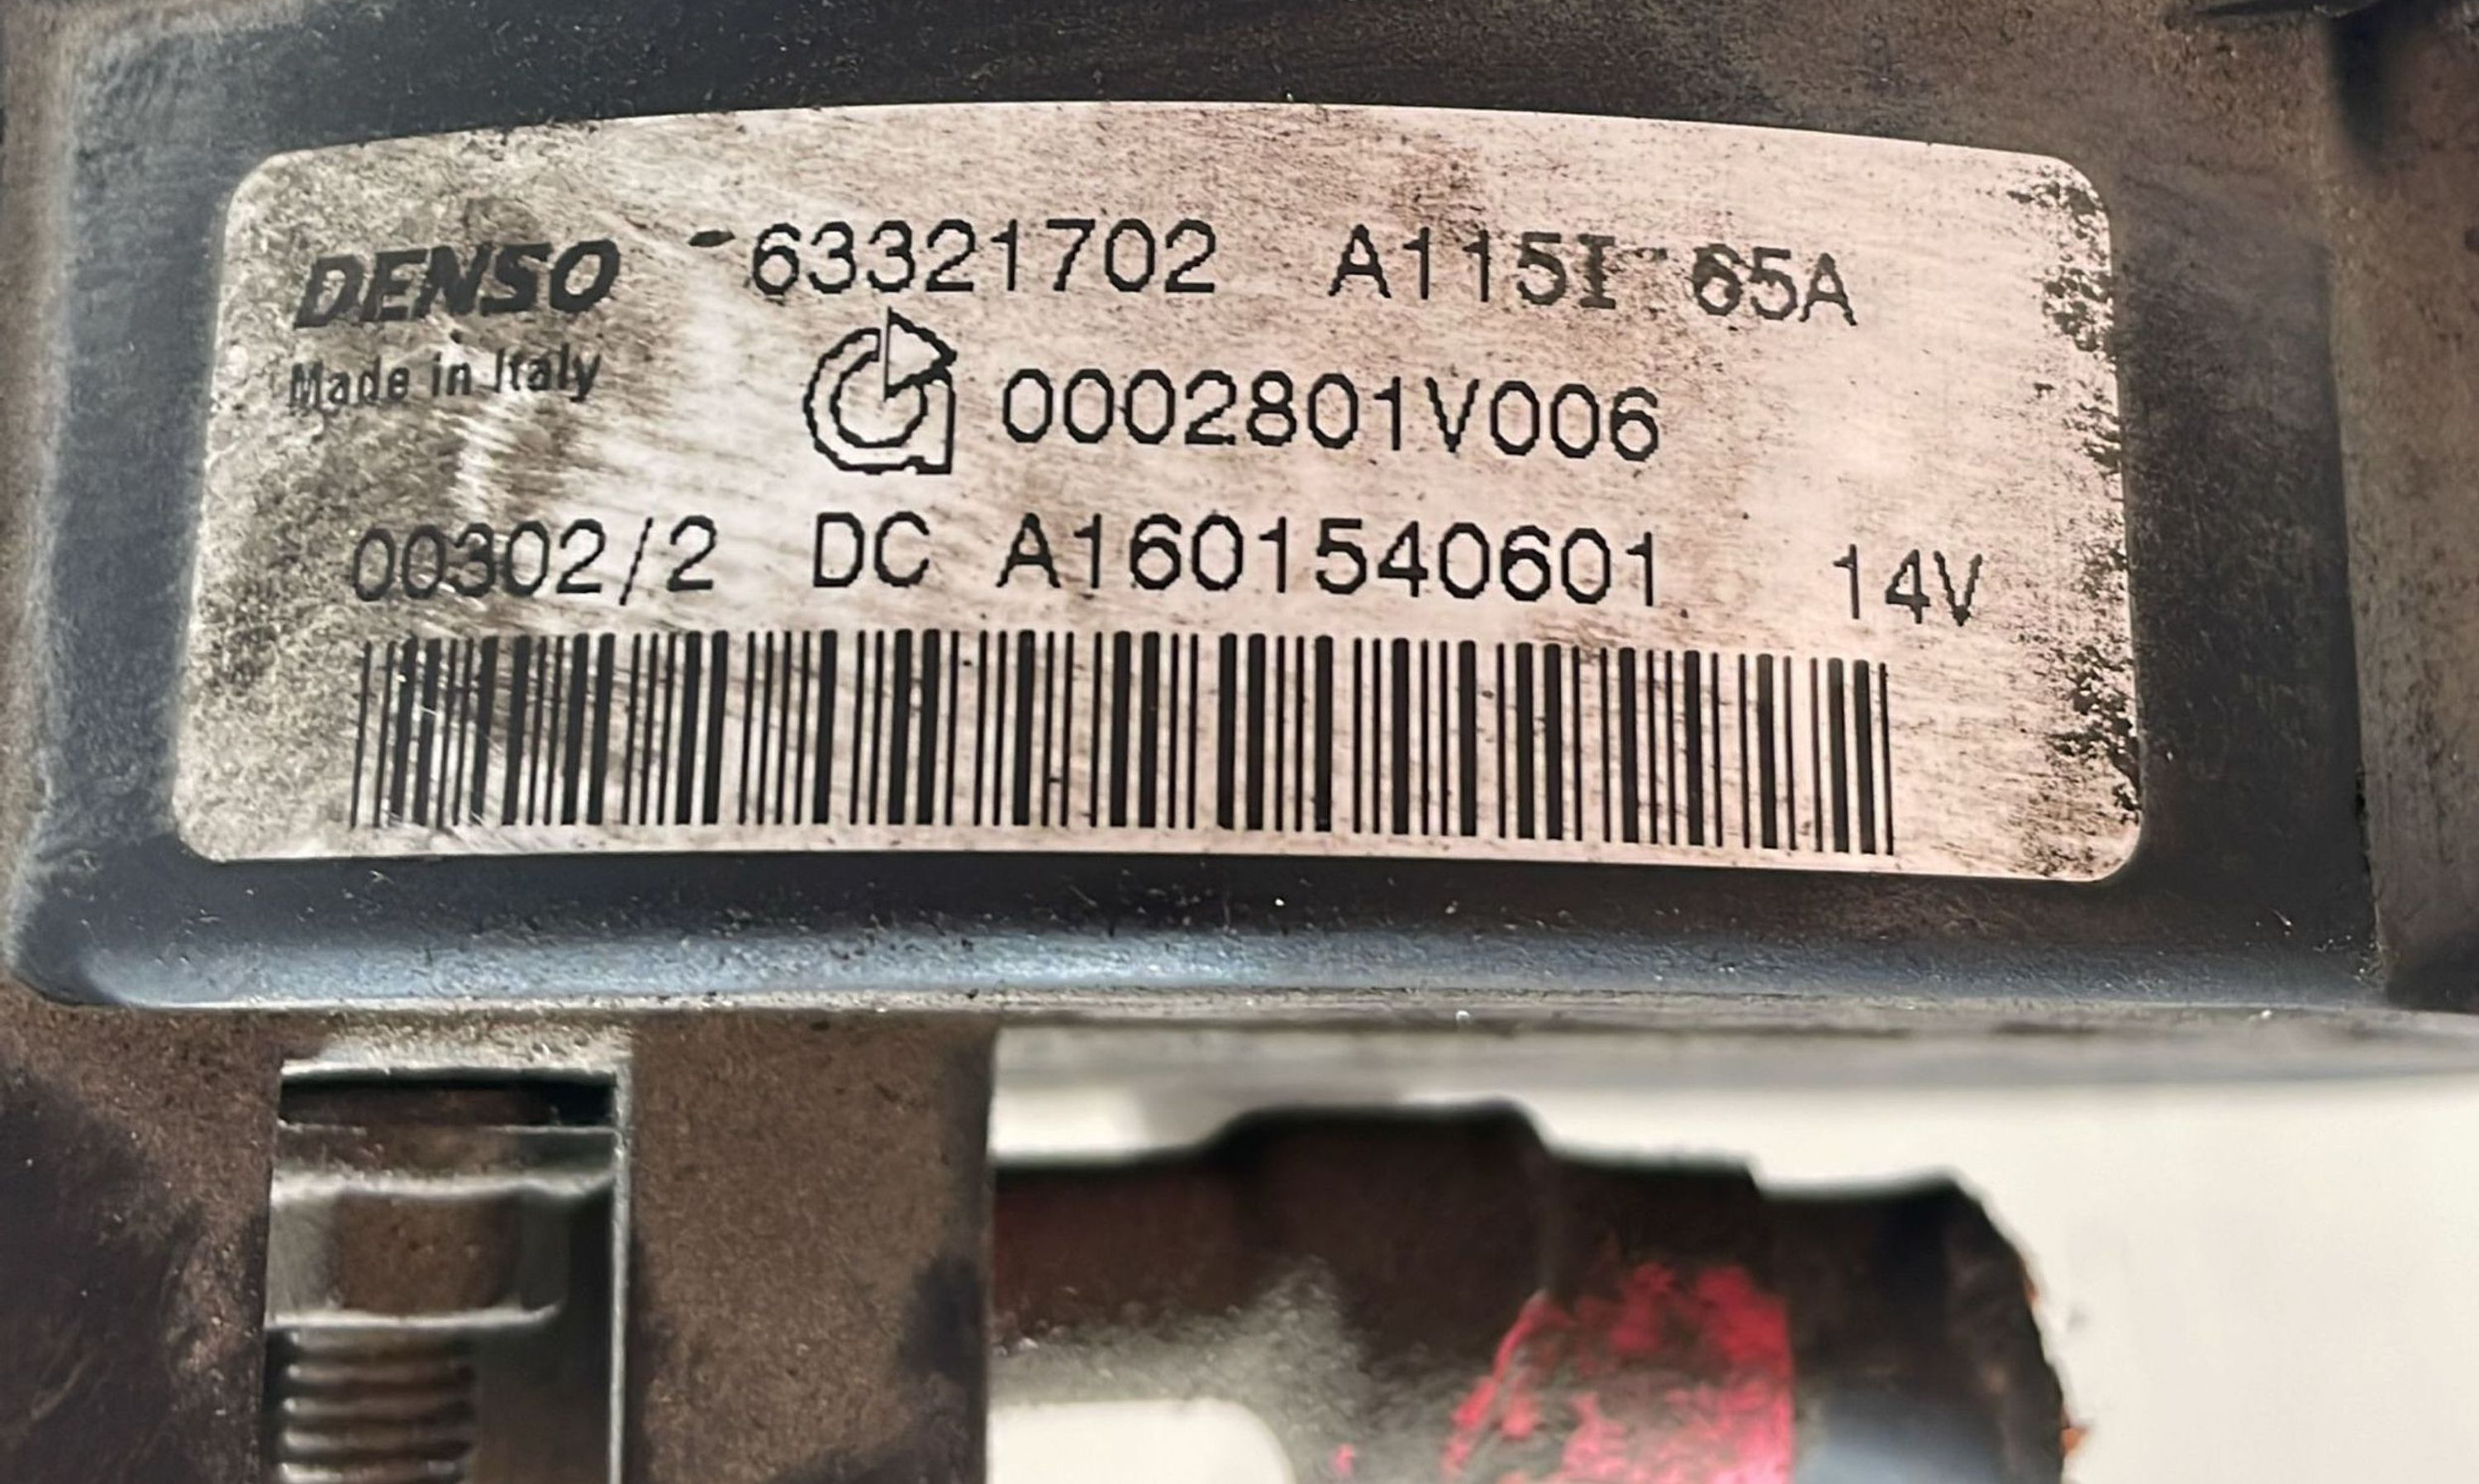 DENSO 63321702 A115I 65A
Made in Italy 0002801V006
00302/2 DC A1601540601 14V